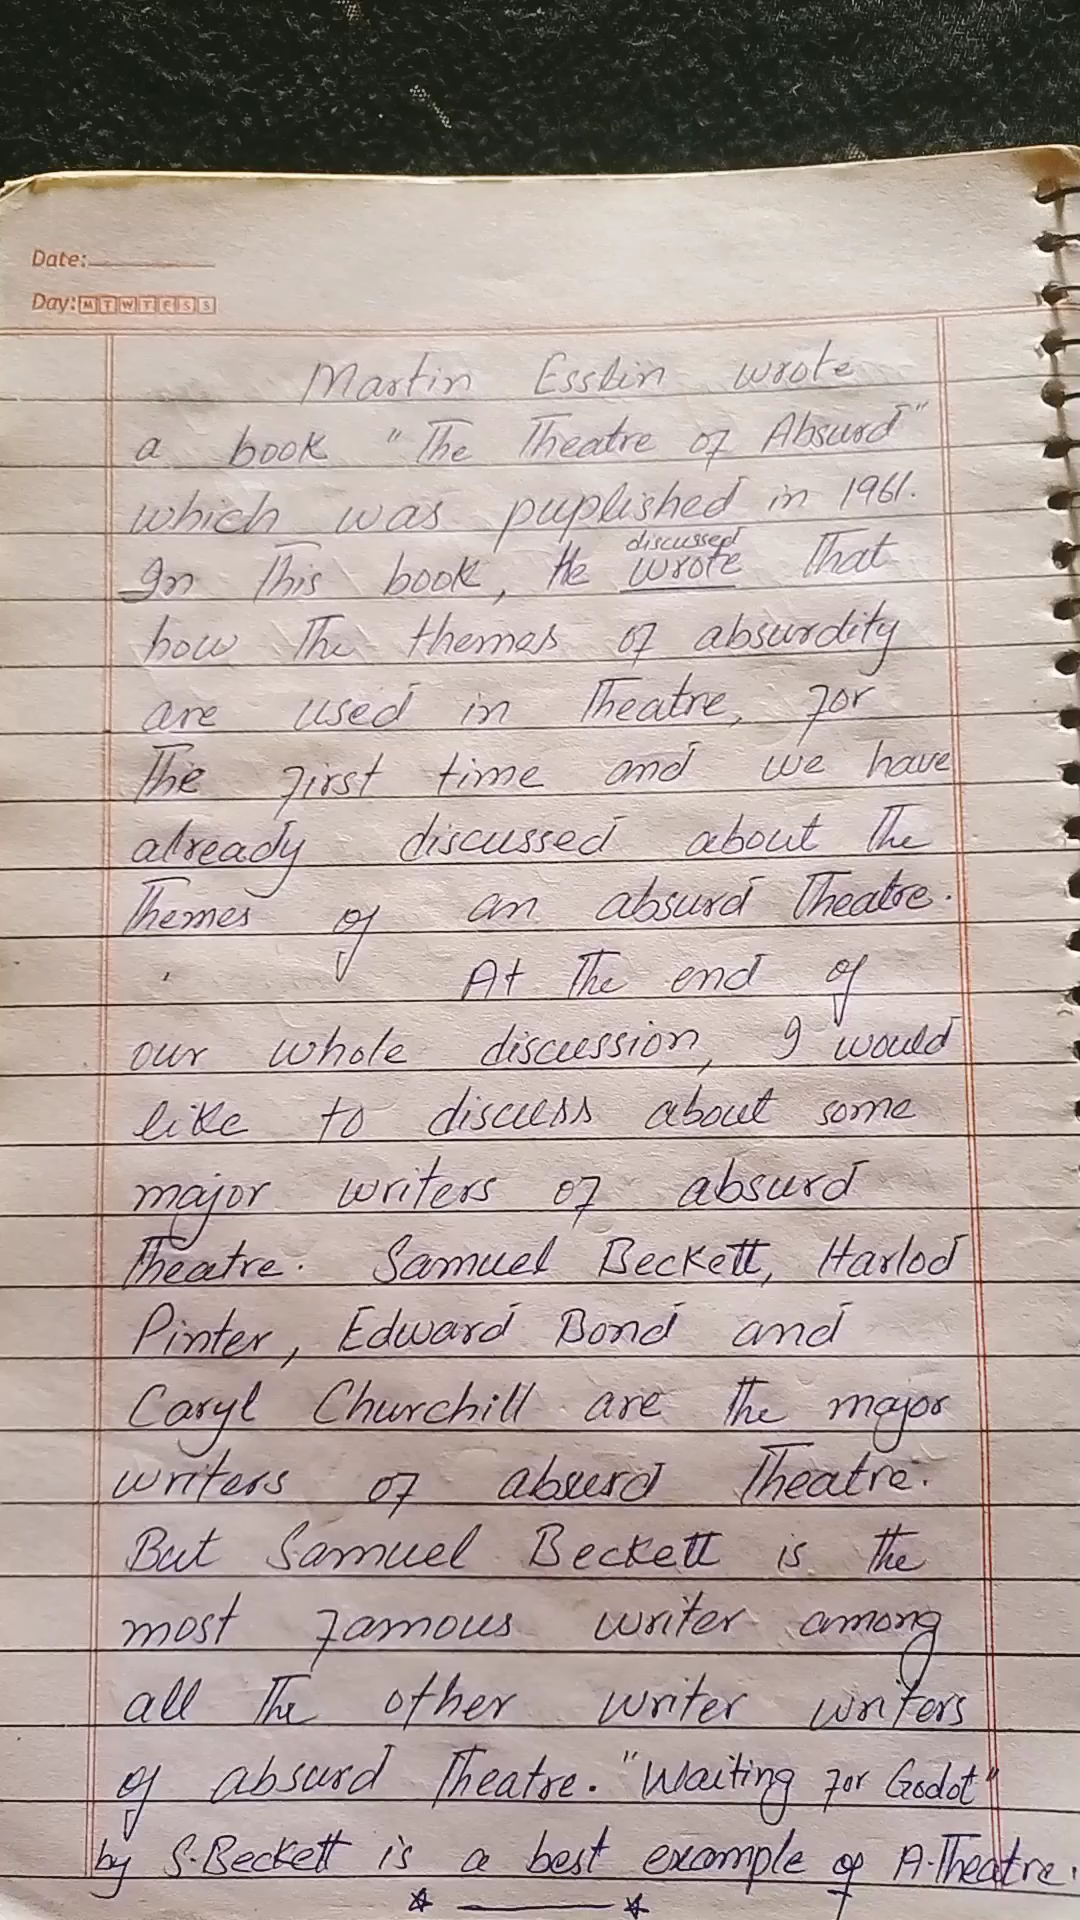 Date:
Day: M T W T F S S
Martin Esslin wrote
a book "The Theatre of Absurd"
which was puplished in 1961.
discussed
In this book, He wrote that
how The themes of absurdity
are used in Theatre, for
The first time and we have
already discussed about The
Themes of an absurd Theatre.
At The end of
our whole discussion, I would
like to discuss about some
major writers of absurd
Theatre. Samuel Beckett, Harlod
Pinter, Edward Bond and
Caryl Churchill are The major
writers of absurd Theatre.
But Samuel Beckett is The
most famous writer among
all The other writer writers
of absurd Theatre. "Waiting for Godot"
by S.Beckett is a best example of A.Theatre.